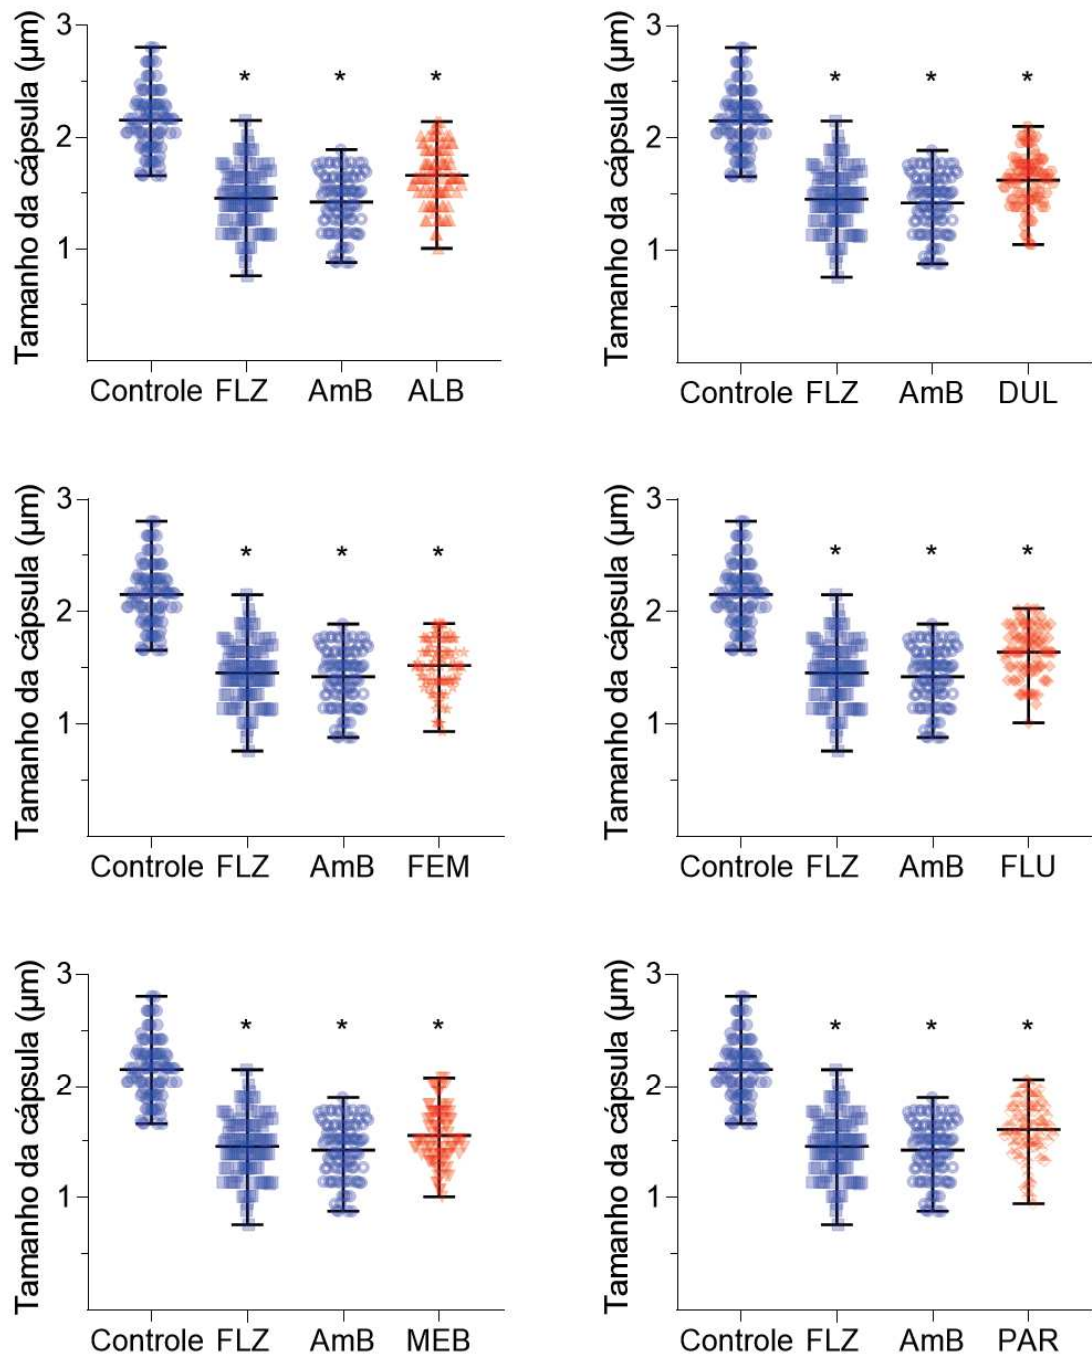 Tamanho da cápsula (µm)
3
2
1
* * *
Controle FLZ AmB ALB
Tamanho da cápsula (µm)
3
2
1
* * *
Controle FLZ AmB DUL
Tamanho da cápsula (µm)
3
2
1
* * *
Controle FLZ AmB FEM
Tamanho da cápsula (µm)
3
2
1
* * *
Controle FLZ AmB FLU
Tamanho da cápsula (µm)
3
2
1
* * *
Controle FLZ AmB MEB
Tamanho da cápsula (µm)
3
2
1
* * *
Controle FLZ AmB PAR